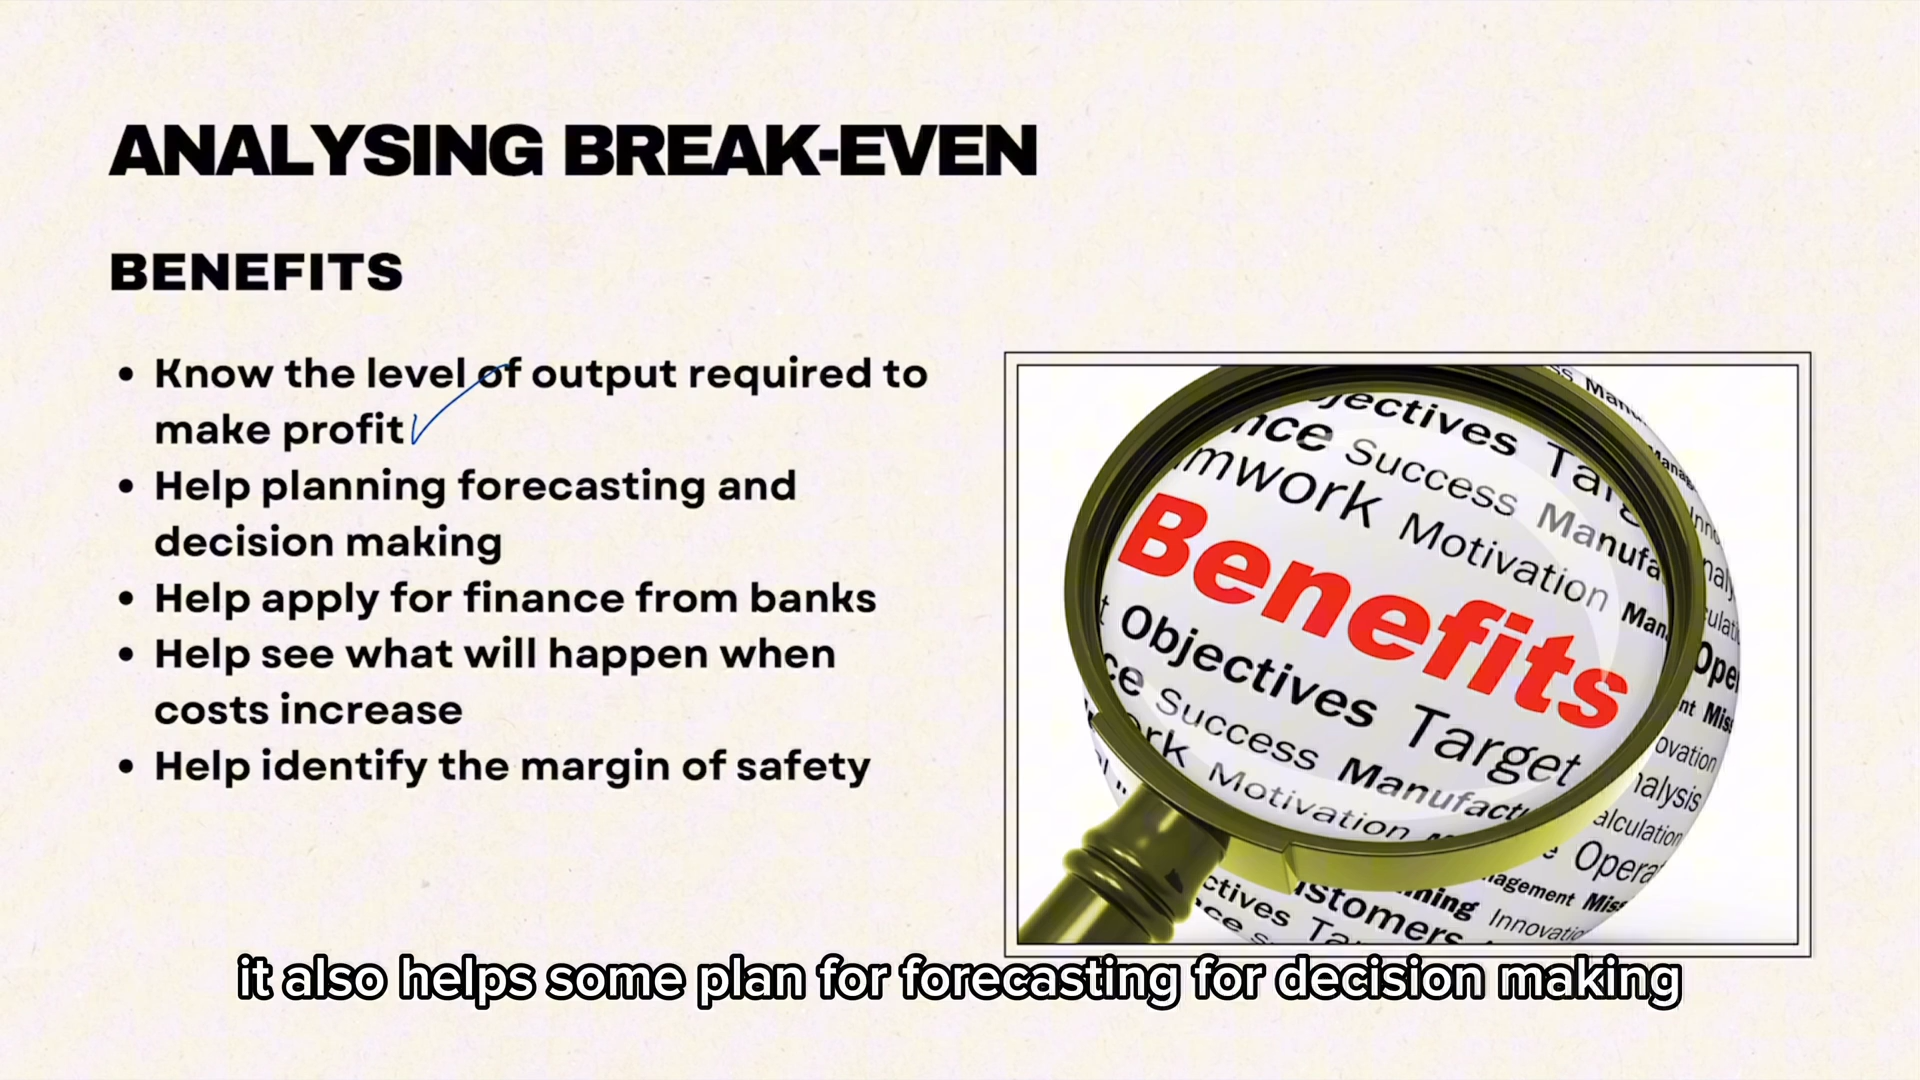 ANALYSING BREAK-EVEN
BENEFITS
• Know the level of output required to
make profit
• Help planning forecasting and
decision making
• Help apply for finance from banks
• Help see what will happen when
costs increase
• Help identify the margin of safety
Success
Motivation
Benefits
Objectives Target
Success
Motivation
it also helps some plan for forecasting for decision making